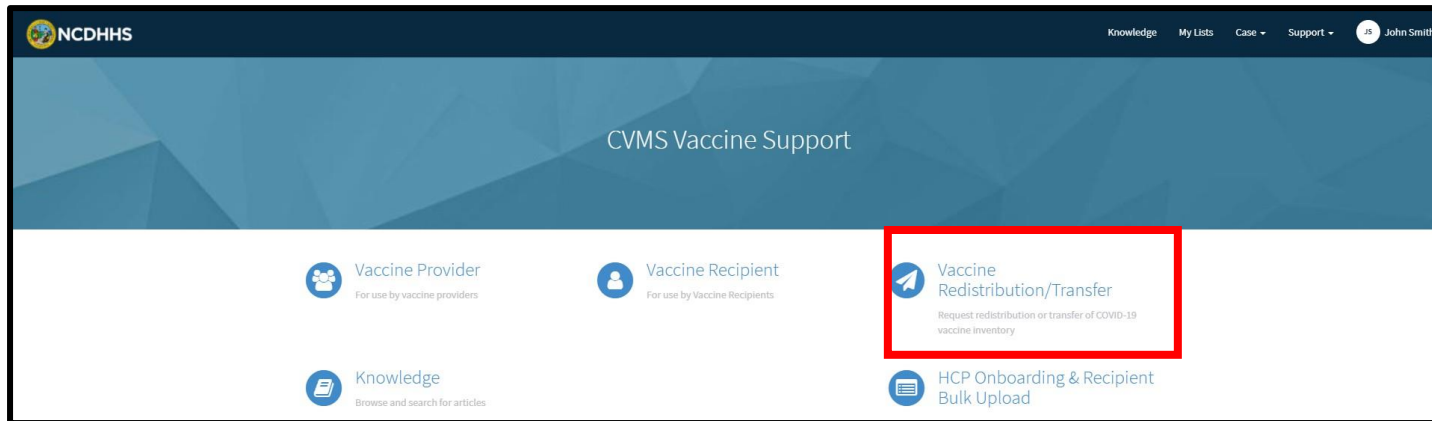 NCDHHS
Knowledge My Lists Case Support JS John Smith
CVMS Vaccine Support
Vaccine Provider
For use by vaccine providers
Vaccine Recipient
For use by Vaccine Recipients
Vaccine
Redistribution/Transfer
Request redistribution or transfer of COVID-19
vaccine inventory
Knowledge
Browse and search for articles
HCP Onboarding & Recipient
Bulk Upload